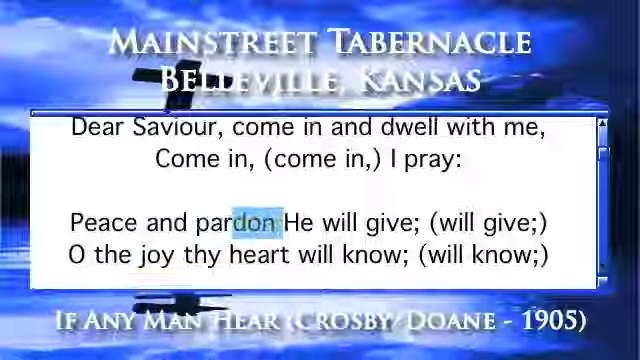 Mainstreet Tabernacle
Belleville, Kansas
Dear Saviour, come in and dwell with me,
Come in, (come in,) I pray:
Peace and pardon He will give; (will give;)
O the joy thy heart will know; (will know;)
If Any Man Hear (Crosby/Doane - 1905)